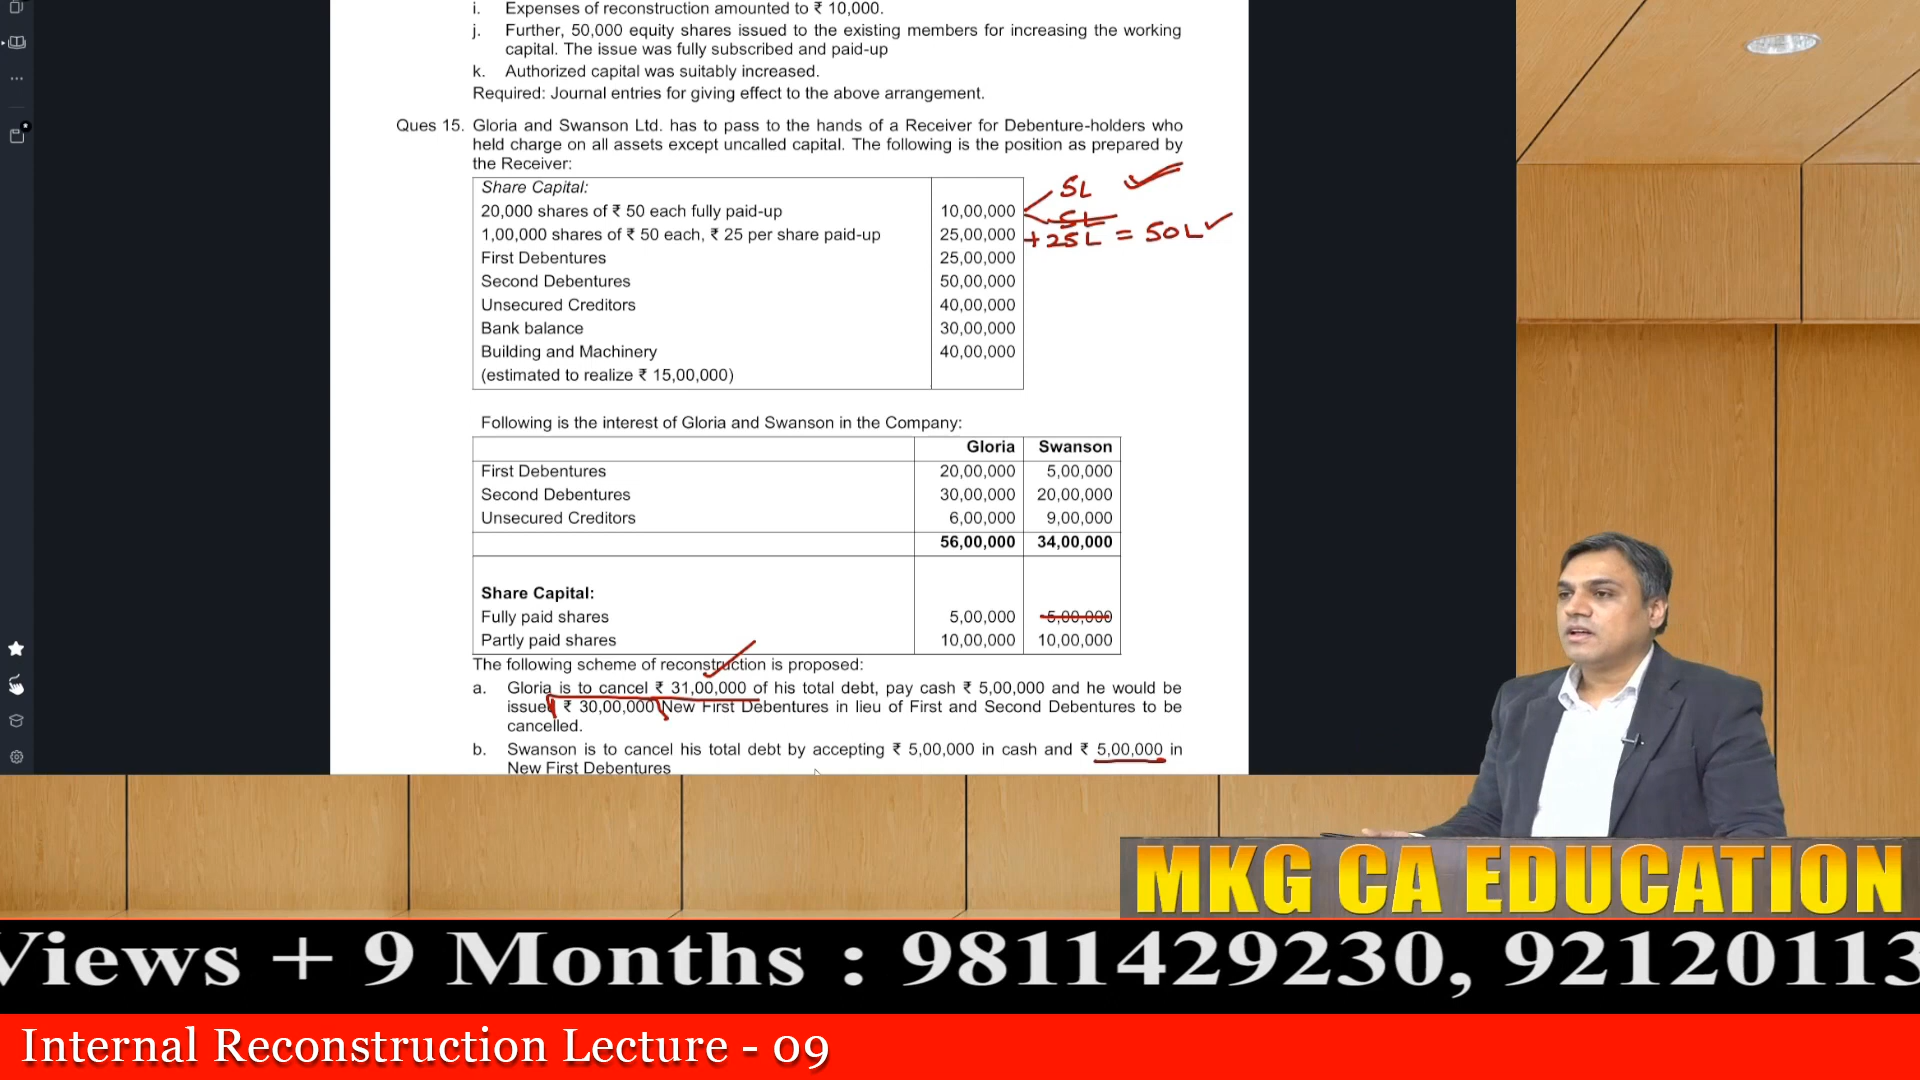 i. Expenses of reconstruction amounted to ₹ 10,000.
j. Further, 50,000 equity shares issued to the existing members for increasing the working
capital. The issue was fully subscribed and paid-up
k. Authorized capital was suitably increased.
Required: Journal entries for giving effect to the above arrangement.
Ques 15. Gloria and Swanson Ltd. has to pass to the hands of a Receiver for Debenture-holders who
held charge on all assets except uncalled capital. The following is the position as prepared by
the Receiver:
Share Capital:
5L
20,000 shares of ₹ 50 each fully paid-up 10,00,000
5L
1,00,000 shares of ₹ 50 each, ₹ 25 per share paid-up 25,00,000 +25L = 50L
First Debentures 25,00,000
Second Debentures 50,00,000
Unsecured Creditors 40,00,000
Bank balance 30,00,000
Building and Machinery 40,00,000
(estimated to realize ₹ 15,00,000)
Following is the interest of Gloria and Swanson in the Company:
Gloria Swanson
First Debentures 20,00,000 5,00,000
Second Debentures 30,00,000 20,00,000
Unsecured Creditors 6,00,000 9,00,000
56,00,000 34,00,000
Share Capital:
Fully paid shares 5,00,000 5,00,000
Partly paid shares 10,00,000 10,00,000
The following scheme of reconstruction is proposed:
a. Gloria is to cancel ₹ 31,00,000 of his total debt, pay cash ₹ 5,00,000 and he would be
issued ₹ 30,00,000 New First Debentures in lieu of First and Second Debentures to be
cancelled.
b. Swanson is to cancel his total debt by accepting ₹ 5,00,000 in cash and ₹ 5,00,000 in
New First Debentures
MKG CA EDUCATION
Views + 9 Months : 9811429230, 92120113
Internal Reconstruction Lecture - 09